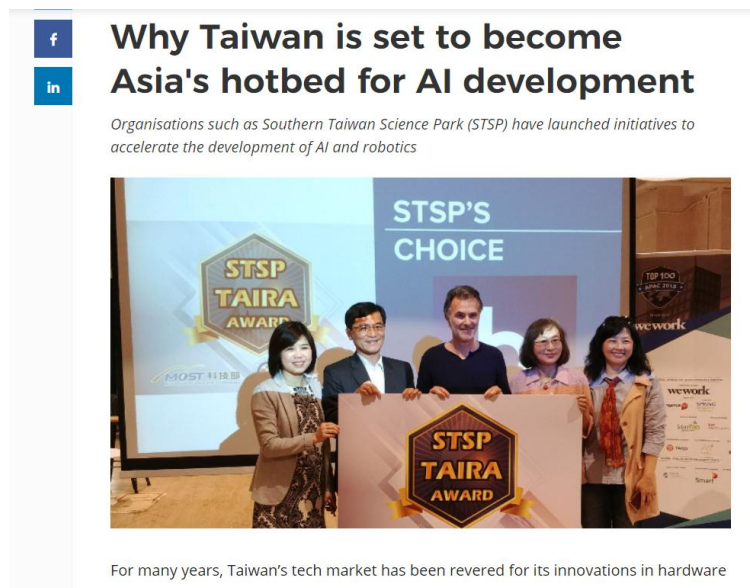 f
Why Taiwan is set to become
in
Asia's hotbed for AI development
Organisations such as Southern Taiwan Science Park (STSP) have launched initiatives to
accelerate the development of AI and robotics
STSP'S
CHOICE
STSP
TAIRA
AWARD
MOST 科技部
TOP 100
APAC 2018
wework
wework
STSP
TAIRA
AWARD
For many years, Taiwan's tech market has been revered for its innovations in hardware